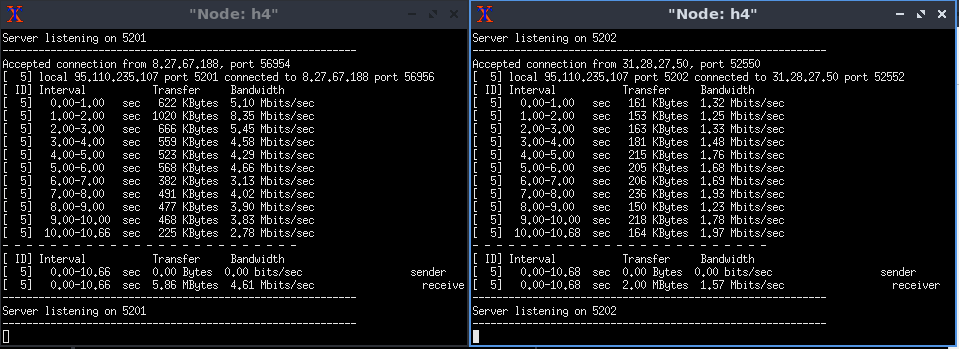 "Node: h4"
Server listening on 5201
-----------------------------------------------------------
Accepted connection from 8.27.67.188, port 56954
[  5] local 95.110.235.107 port 5201 connected to 8.27.67.188 port 56956
[ ID] Interval           Transfer     Bandwidth
[  5]   0.00-1.00   sec   622 KBytes  5.10 Mbits/sec
[  5]   1.00-2.00   sec  1020 KBytes  8.35 Mbits/sec
[  5]   2.00-3.00   sec   666 KBytes  5.45 Mbits/sec
[  5]   3.00-4.00   sec   559 KBytes  4.58 Mbits/sec
[  5]   4.00-5.00   sec   523 KBytes  4.29 Mbits/sec
[  5]   5.00-6.00   sec   568 KBytes  4.66 Mbits/sec
[  5]   6.00-7.00   sec   382 KBytes  3.13 Mbits/sec
[  5]   7.00-8.00   sec   491 KBytes  4.02 Mbits/sec
[  5]   8.00-9.00   sec   477 KBytes  3.90 Mbits/sec
[  5]   9.00-10.00  sec   468 KBytes  3.83 Mbits/sec
[  5]  10.00-10.66  sec   225 KBytes  2.78 Mbits/sec
- - - - - - - - - - - - - - - - - - - - - - - - -
[ ID] Interval           Transfer     Bandwidth
[  5]   0.00-10.66  sec  0.00 Bytes  0.00 bits/sec                  sender
[  5]   0.00-10.66  sec  5.86 MBytes  4.61 Mbits/sec                  receiver
-----------------------------------------------------------
Server listening on 5201
-----------------------------------------------------------
"Node: h4"
Server listening on 5202
-----------------------------------------------------------
Accepted connection from 31.28.27.50, port 52550
[  5] local 95.110.235.107 port 5202 connected to 31.28.27.50 port 52552
[ ID] Interval           Transfer     Bandwidth
[  5]   0.00-1.00   sec   161 KBytes  1.32 Mbits/sec
[  5]   1.00-2.00   sec   153 KBytes  1.25 Mbits/sec
[  5]   2.00-3.00   sec   163 KBytes  1.33 Mbits/sec
[  5]   3.00-4.00   sec   181 KBytes  1.48 Mbits/sec
[  5]   4.00-5.00   sec   215 KBytes  1.76 Mbits/sec
[  5]   5.00-6.00   sec   205 KBytes  1.68 Mbits/sec
[  5]   6.00-7.00   sec   206 KBytes  1.69 Mbits/sec
[  5]   7.00-8.00   sec   236 KBytes  1.93 Mbits/sec
[  5]   8.00-9.00   sec   150 KBytes  1.23 Mbits/sec
[  5]   9.00-10.00  sec   218 KBytes  1.78 Mbits/sec
[  5]  10.00-10.68  sec   164 KBytes  1.97 Mbits/sec
- - - - - - - - - - - - - - - - - - - - - - - - -
[ ID] Interval           Transfer     Bandwidth
[  5]   0.00-10.68  sec  0.00 Bytes  0.00 bits/sec                  sender
[  5]   0.00-10.68  sec  2.00 MBytes  1.57 Mbits/sec                  receiver
-----------------------------------------------------------
Server listening on 5202
-----------------------------------------------------------